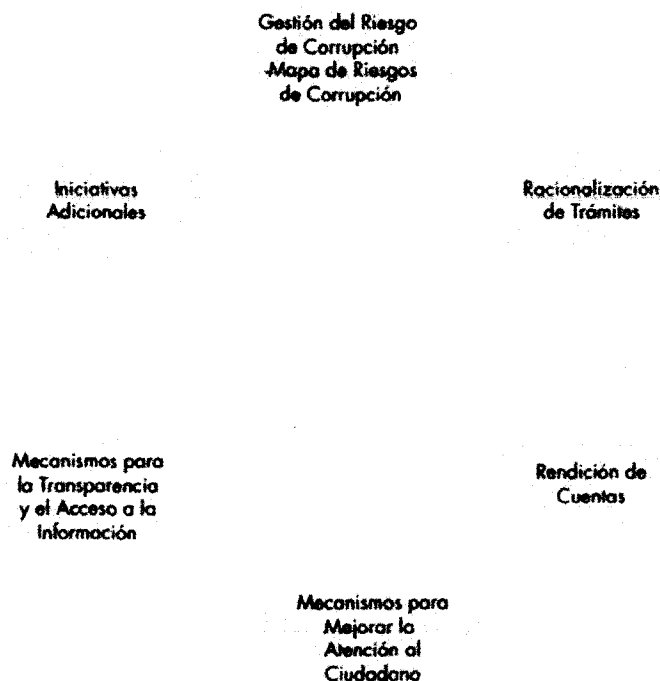 Gestión del Riesgo
de Corrupción
-Mapa de Riesgos
de Corrupción
Iniciativas
Adicionales
Racionalización
de Trámites
Mecanismos para
la Transparencia
y el Acceso a la
Información
Rendición de
Cuentas
Mecanismos para
Mejorar la
Atención al
Ciudadano